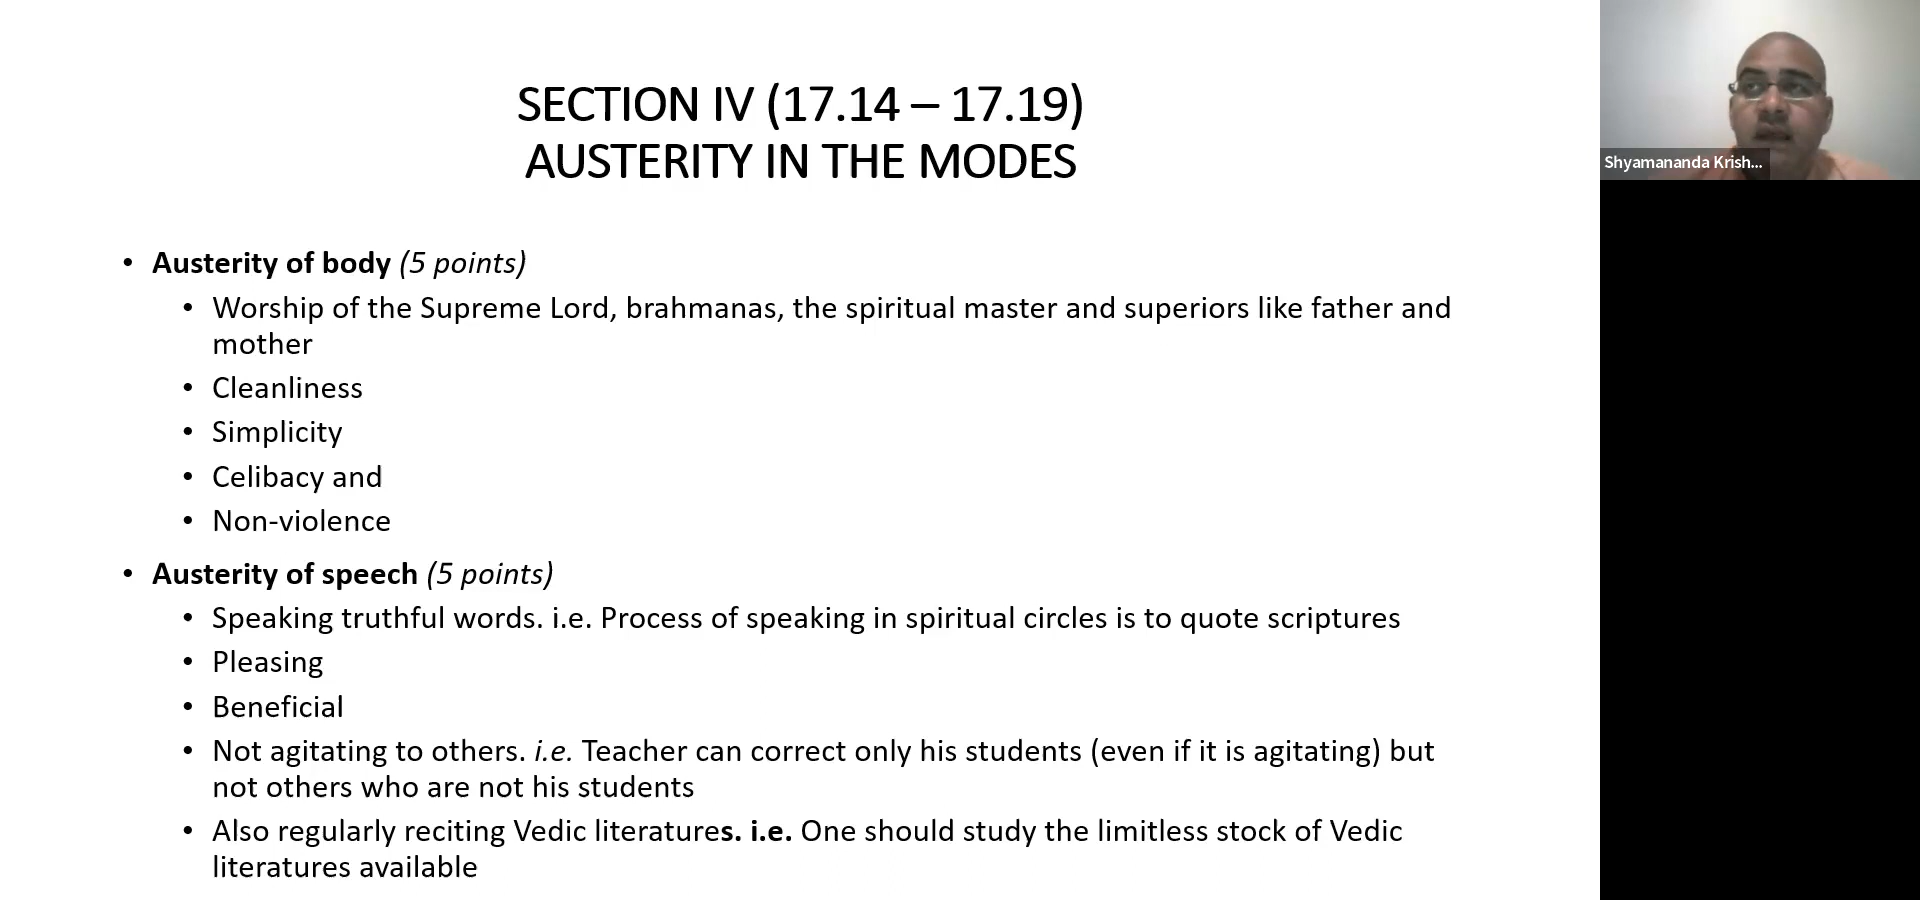 SECTION IV (17.14 – 17.19)
AUSTERITY IN THE MODES
• Austerity of body (5 points)
• Worship of the Supreme Lord, brahmanas, the spiritual master and superiors like father and
mother
• Cleanliness
• Simplicity
• Celibacy and
• Non-violence
• Austerity of speech (5 points)
• Speaking truthful words. i.e. Process of speaking in spiritual circles is to quote scriptures
• Pleasing
• Beneficial
• Not agitating to others. i.e. Teacher can correct only his students (even if it is agitating) but
not others who are not his students
• Also regularly reciting Vedic literatures. i.e. One should study the limitless stock of Vedic
literatures available
Shyamananda Krish...